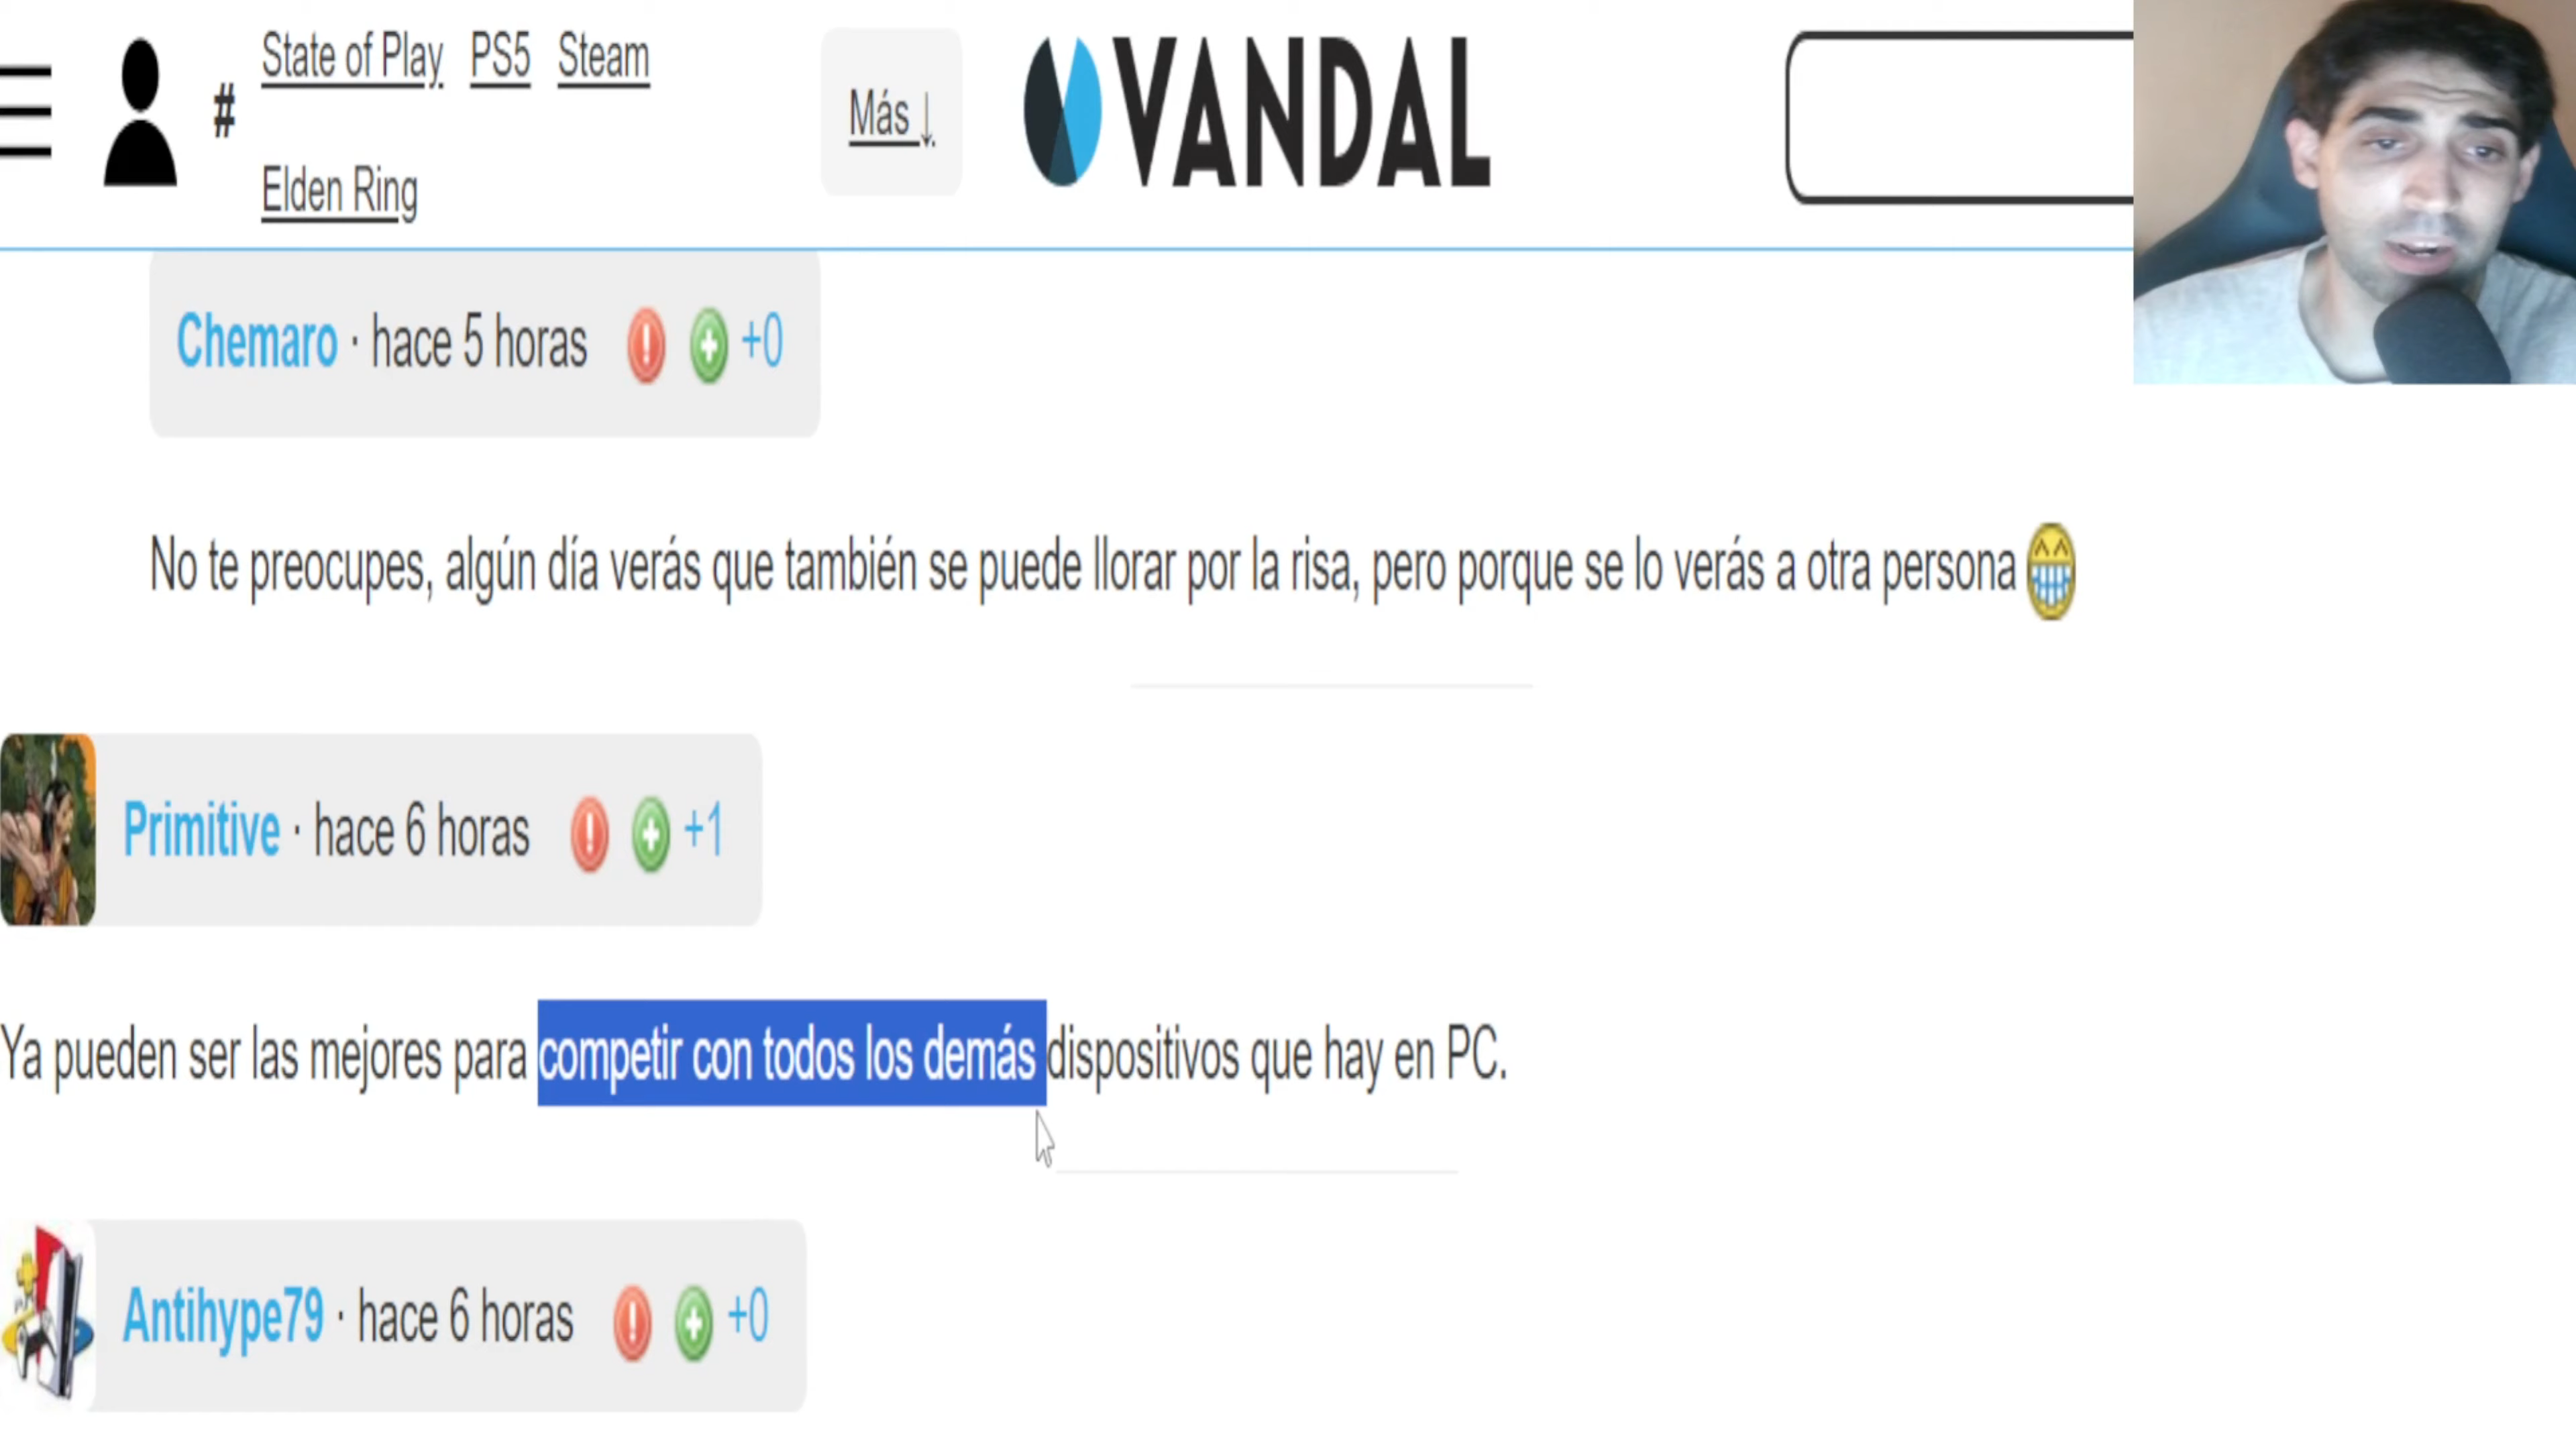 # State of Play PS5 Steam
Elden Ring
Más ↓
VANDAL
Chemaro · hace 5 horas +0
No te preocupes, algún día verás que también se puede llorar por la risa, pero porque se lo verás a otra persona
Primitive · hace 6 horas +1
Ya pueden ser las mejores para competir con todos los demás dispositivos que hay en PC.
Antihype79 · hace 6 horas +0